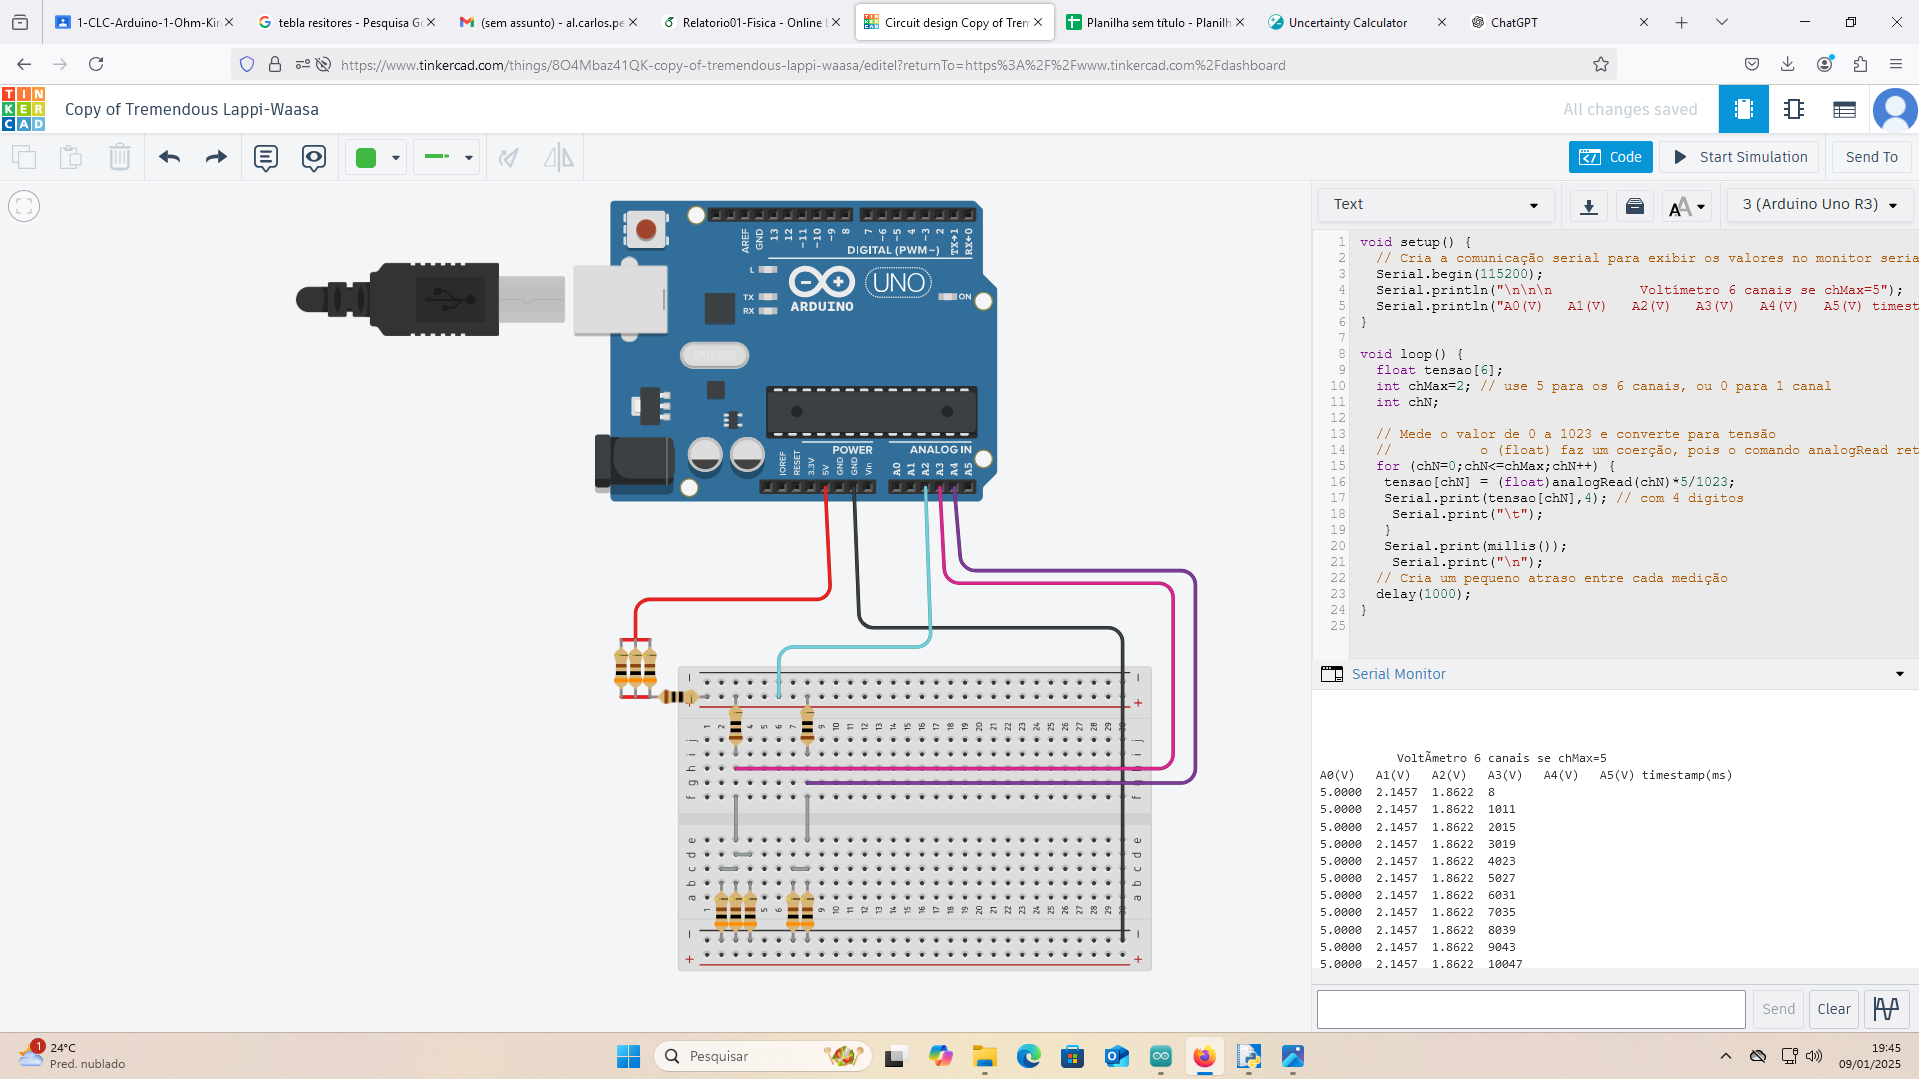 1-CLC-Arduino-1-Ohm-Kir
tebla resitores - Pesquisa Go
(sem assunto) - al.carlos.pe
Relatorio01-Fisica - Online L
Circuit design Copy of Trem
Planilha sem título - Planilh
Uncertainty Calculator
ChatGPT
https://www.tinkercad.com/things/8O4Mbaz41QK-copy-of-tremendous-lappi-waasa/editel?returnTo=https%3A%2F%2Fwww.tinkercad.com%2Fdashboard
TIN
KER
CAD
Copy of Tremendous Lappi-Waasa
All changes saved
Code
Start Simulation
Send To
Text
3 (Arduino Uno R3)
AREF
GND
13
12
~11
~10
~9
8
7
~6
~5
4
~3
2
TX→1
RX←0
DIGITAL (PWM~)
L
TX
RX
ARDUINO
UNO
ON
POWER
ANALOG IN
IOREF
RESET
3.3V
5V
GND
GND
Vin
A0
A1
A2
A3
A4
A5
1 void setup() {
2 // Cria a comunicação serial para exibir os valores no monitor seria
3 Serial.begin(115200);
4 Serial.println("\n\n\n           Voltímetro 6 canais se chMax=5");
5 Serial.println("A0(V)   A1(V)   A2(V)   A3(V)   A4(V)   A5(V) timest
6 }
7
8 void loop() {
9 float tensao[6];
10 int chMax=2; // use 5 para os 6 canais, ou 0 para 1 canal
11 int chN;
12
13 // Mede o valor de 0 a 1023 e converte para tensão
14 //           o (float) faz um coerção, pois o comando analogRead ret
15 for (chN=0;chN<=chMax;chN++) {
16 tensao[chN] = (float)analogRead(chN)*5/1023;
17 Serial.print(tensao[chN],4); // com 4 digitos
18 Serial.print("\t");
19 }
20 Serial.print(millis());
21 Serial.print("\n");
22 // Cria um pequeno atraso entre cada medição
23 delay(1000);
24 }
25
Serial Monitor
VoltÃmetro 6 canais se chMax=5
A0(V) A1(V) A2(V) A3(V) A4(V) A5(V) timestamp(ms)
5.0000 2.1457 1.8622 8
5.0000 2.1457 1.8622 1011
5.0000 2.1457 1.8622 2015
5.0000 2.1457 1.8622 3019
5.0000 2.1457 1.8622 4023
5.0000 2.1457 1.8622 5027
5.0000 2.1457 1.8622 6031
5.0000 2.1457 1.8622 7035
5.0000 2.1457 1.8622 8039
5.0000 2.1457 1.8622 9043
5.0000 2.1457 1.8622 10047
Send
Clear
1
24°C
Pred. nublado
Pesquisar
19:45
09/01/2025